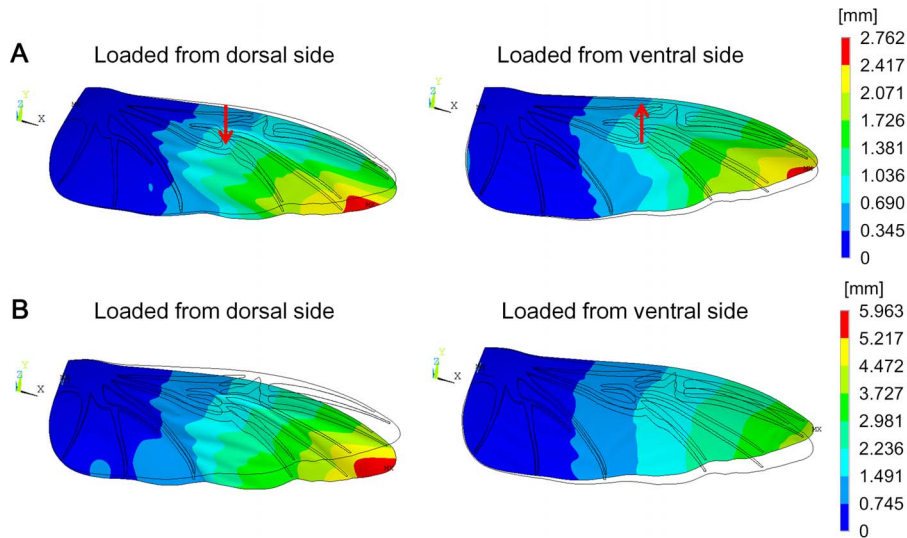 [mm]
A
Loaded from dorsal side
Loaded from ventral side
2.762
2.417
2.071
1.726
1.381
1.036
0.690
0.345
0
Y
Z
X
Y
Z
X
[mm]
B
Loaded from dorsal side
Loaded from ventral side
5.963
5.217
4.472
3.727
2.981
2.236
1.491
0.745
0
Y
Z
X
MX
Y
Z
X
MX